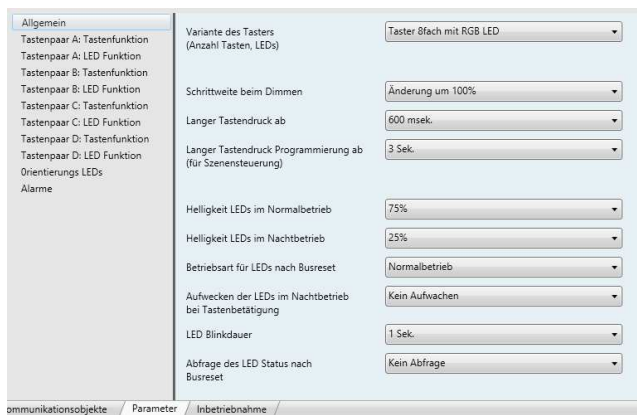 Allgemein
Tastenpaar A: Tastenfunktion
Tastenpaar A: LED Funktion
Tastenpaar B: Tastenfunktion
Tastenpaar B: LED Funktion
Tastenpaar C: Tastenfunktion
Tastenpaar C: LED Funktion
Tastenpaar D: Tastenfunktion
Tastenpaar D: LED Funktion
Orientierungs LEDs
Alarme
Variante des Tasters
(Anzahl Tasten, LEDs)
Taster 8fach mit RGB LED
Schrittweite beim Dimmen
Änderung um 100%
Langer Tastendruck ab
600 msek.
Langer Tastendruck Programmierung ab
(für Szenensteuerung)
3 Sek.
Helligkeit LEDs im Normalbetrieb
75%
Helligkeit LEDs im Nachtbetrieb
25%
Betriebsart für LEDs nach Busreset
Normalbetrieb
Aufwecken der LEDs im Nachtbetrieb
bei Tastenbetätigung
Kein Aufwachen
LED Blinkdauer
1 Sek.
Abfrage des LED Status nach
Busreset
Kein Abfrage
ommunikationsobjekte
Parameter
Inbetriebnahme